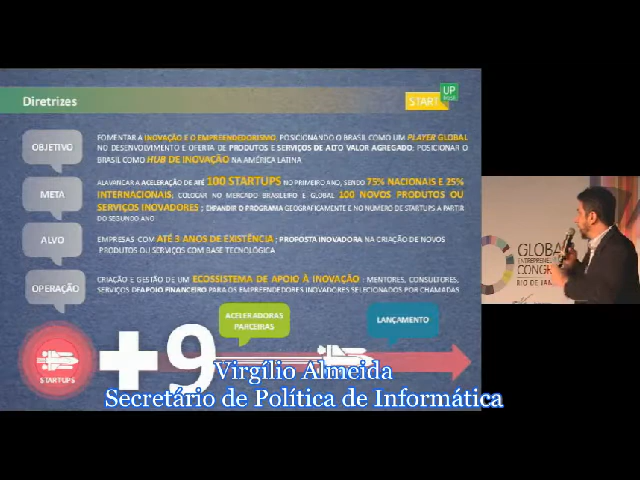 Diretrizes
START
UP
OBJETIVO
FOMENTAR A INOVAÇÃO E O EMPREENDEDORISMO, POSICIONANDO O BRASIL COMO UM PLAYER GLOBAL
NO DESENVOLVIMENTO E OFERTA DE PRODUTOS E SERVIÇOS DE ALTO VALOR AGREGADO; POSICIONAR O
BRASIL COMO HUB DE INOVAÇÃO NA AMÉRICA LATINA
META
ALAVANCAR A ACELERAÇÃO DE ATÉ 100 STARTUPS NO PRIMEIRO ANO, SENDO 75% NACIONAIS E 25%
INTERNACIONAIS; COLOCAR NO MERCADO BRASILEIRO E GLOBAL 100 NOVOS PRODUTOS OU
SERVIÇOS INOVADORES; EXPANDIR O PROGRAMA GEOGRAFICAMENTE E NO NÚMERO DE STARTUPS A PARTIR
DO SEGUNDO ANO
ALVO
EMPRESAS COM ATÉ 3 ANOS DE EXISTÊNCIA; PROPOSTA INOVADORA NA CRIAÇÃO DE NOVOS
PRODUTOS OU SERVIÇOS COM BASE TECNOLÓGICA
OPERAÇÃO
CRIAÇÃO E GESTÃO DE UM ECOSSISTEMA DE APOIO À INOVAÇÃO: MENTORES, CONSULTORES,
SERVIÇOS DE APOIO FINANCEIRO PARA OS EMPREENDEDORES INOVADORES SELECIONADOS POR CHAMADAS
ACELERADORAS
PARCEIRAS
LANÇAMENTO
STARTUPS
+9
GLOBA
ENTREPRENEU
CONG
RIO DE JA
Virgílio Almeida
Secretário de Política de Informática